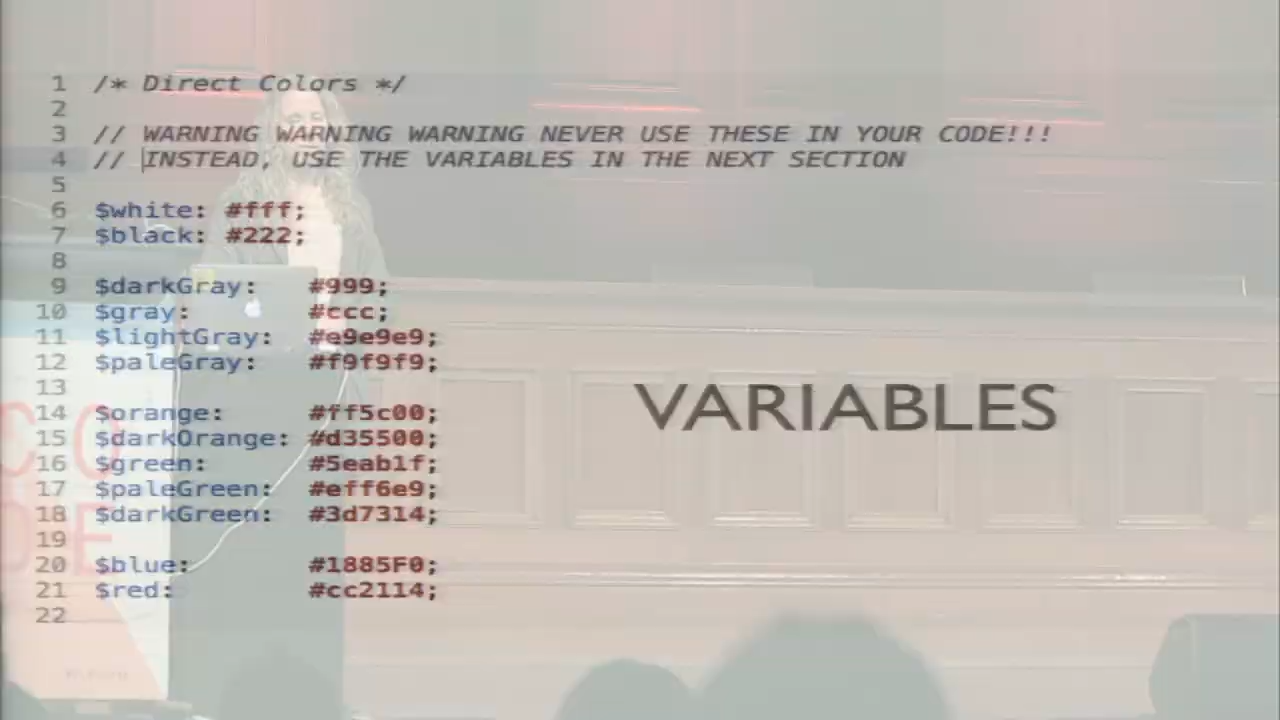 1 /* Direct Colors */
2
3 // WARNING WARNING WARNING NEVER USE THESE IN YOUR CODE!!!
4 // INSTEAD, USE THE VARIABLES IN THE NEXT SECTION
5
6 $white: #fff;
7 $black: #222;
8
9 $darkGray: #999;
10 $gray: #ccc;
11 $lightGray: #e9e9e9;
12 $paleGray: #f9f9f9;
13
VARIABLES
14 $orange: #ff5c00;
15 $darkOrange: #d35500;
16 $green: #5eab1f;
17 $paleGreen: #eff6e9;
18 $darkGreen: #3d7314;
19
20 $blue: #1885F0;
21 $red: #cc2114;
22
CO
DE